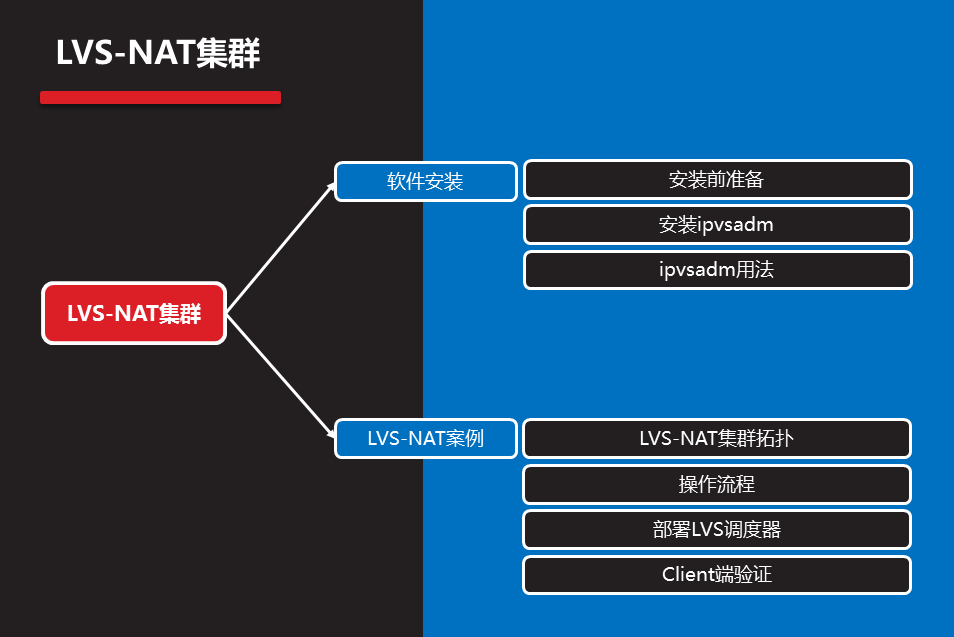 LVS-NAT集群
LVS-NAT集群
软件安装
安装前准备
安装ipvsadm
ipvsadm用法
LVS-NAT案例
LVS-NAT集群拓扑
操作流程
部署LVS调度器
Client端验证